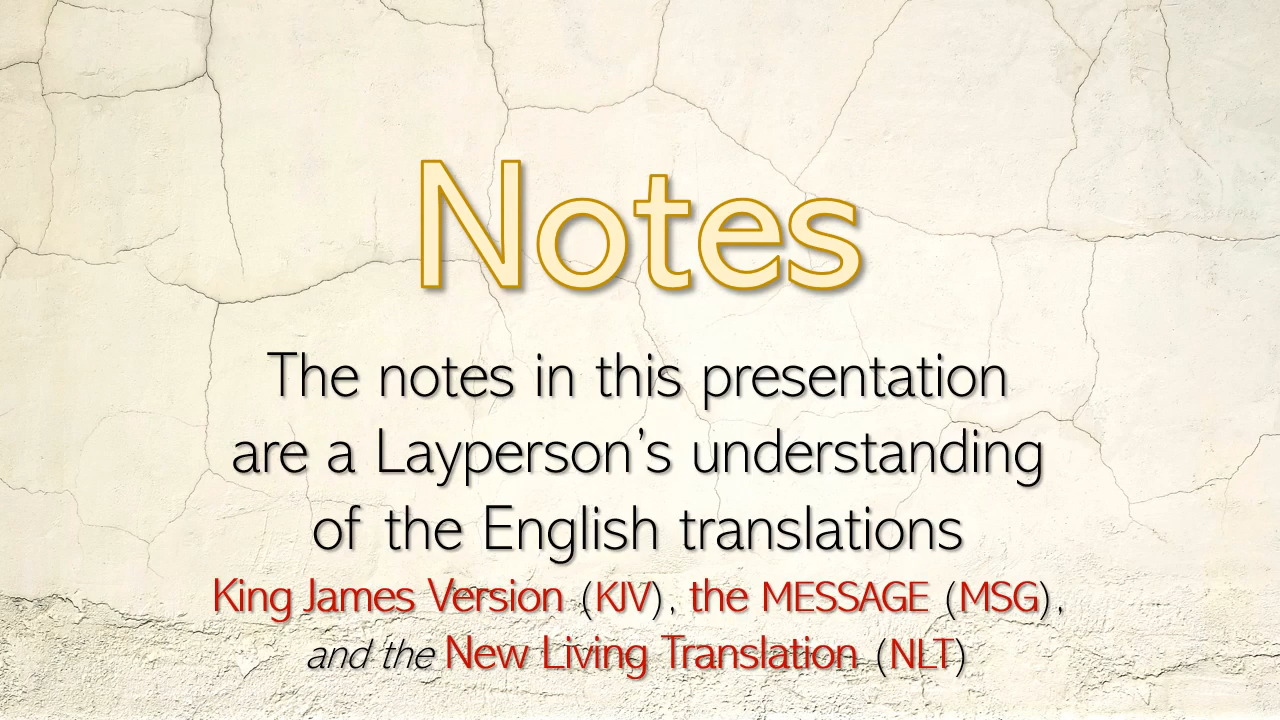 Notes
The notes in this presentation
are a Layperson’s understanding
of the English translations
King James Version (KJV), the MESSAGE (MSG),
and the New Living Translation (NLT)